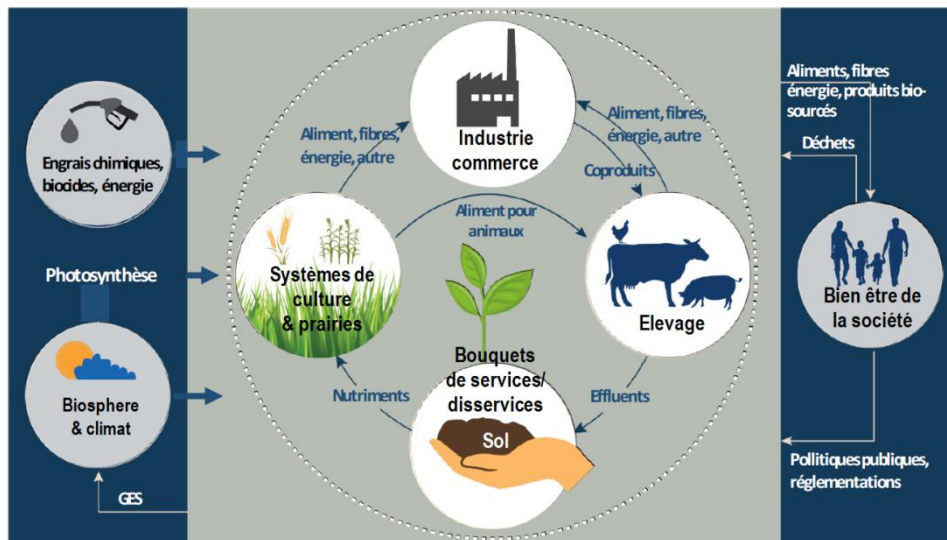 Engrais chimiques,
biocides, énergie
Photosynthèse
Biosphere
& climat
GES
Industrie
commerce
Aliment, fibres,
énergie, autre
Aliment, fibres,
énergie, autre
Coproduits
Aliment pour
animaux
Systèmes de
culture
& prairies
Elevage
Bouquets
de services/
disservices
Nutriments
Effluents
Sol
Aliments, fibres
énergie, produits bio-
sourcés
Déchets
Bien être de
la société
Pollitiques publiques,
réglementations